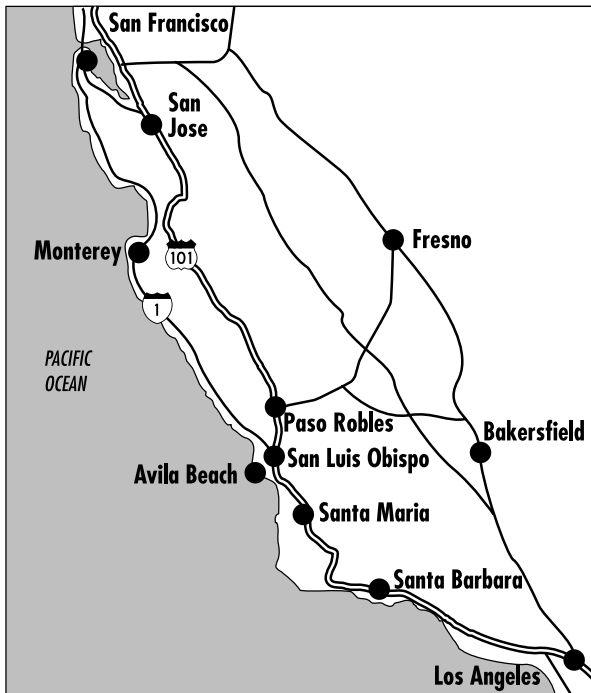 San Francisco
San
Jose
Monterey
Fresno
101
1
PACIFIC
OCEAN
Paso Robles
Bakersfield
San Luis Obispo
Avila Beach
Santa Maria
Santa Barbara
Los Angeles